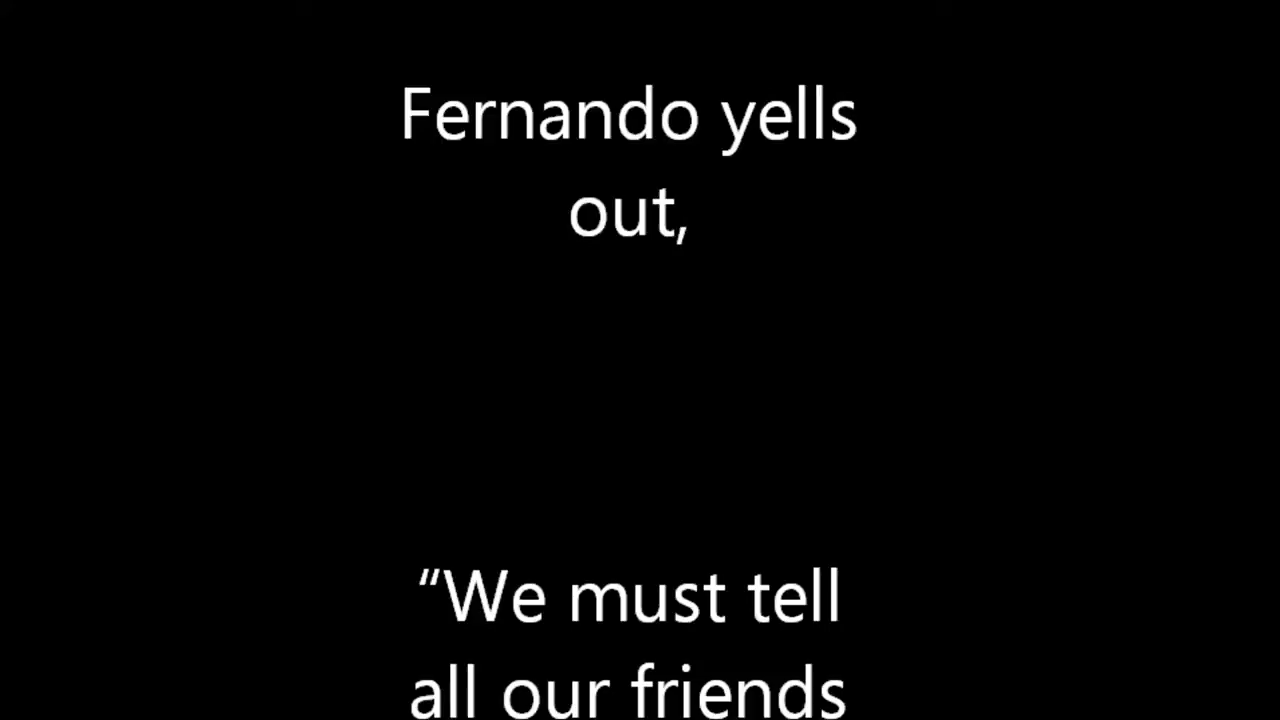 Fernando yells
out,
“We must tell
all our friends